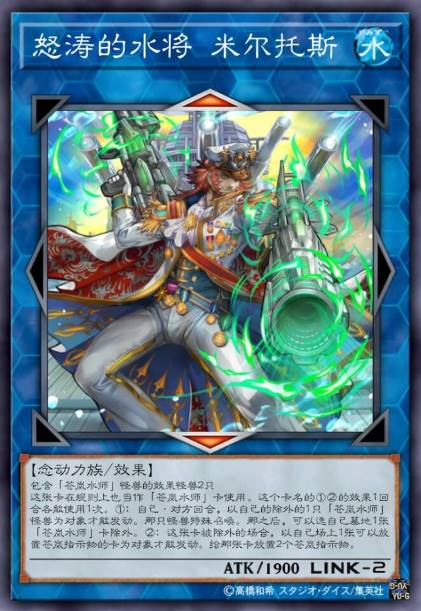 怒涛的水将 米尔托斯
水
【念动力族/效果】
包含「苍岚水师」怪兽的效果怪兽2只
这张卡在规则上也当作「苍岚水师」卡使用。这个卡名的①②的效果1回
合各能使用1次。①：自己·对方回合，以自己的除外的1只「苍岚水师」
怪兽为对象才能发动。那只怪兽特殊召唤。那之后，可以选自己墓地1张
「苍岚水师」卡除外。②：这张卡被除外的场合，以自己场上1张可以放
置苍岚指示物的卡为对象才能发动。给那张卡放置2个苍岚指示物。
ATK/1900 LINK-2
©高橋和希 スタジオ・ダイス/集英社